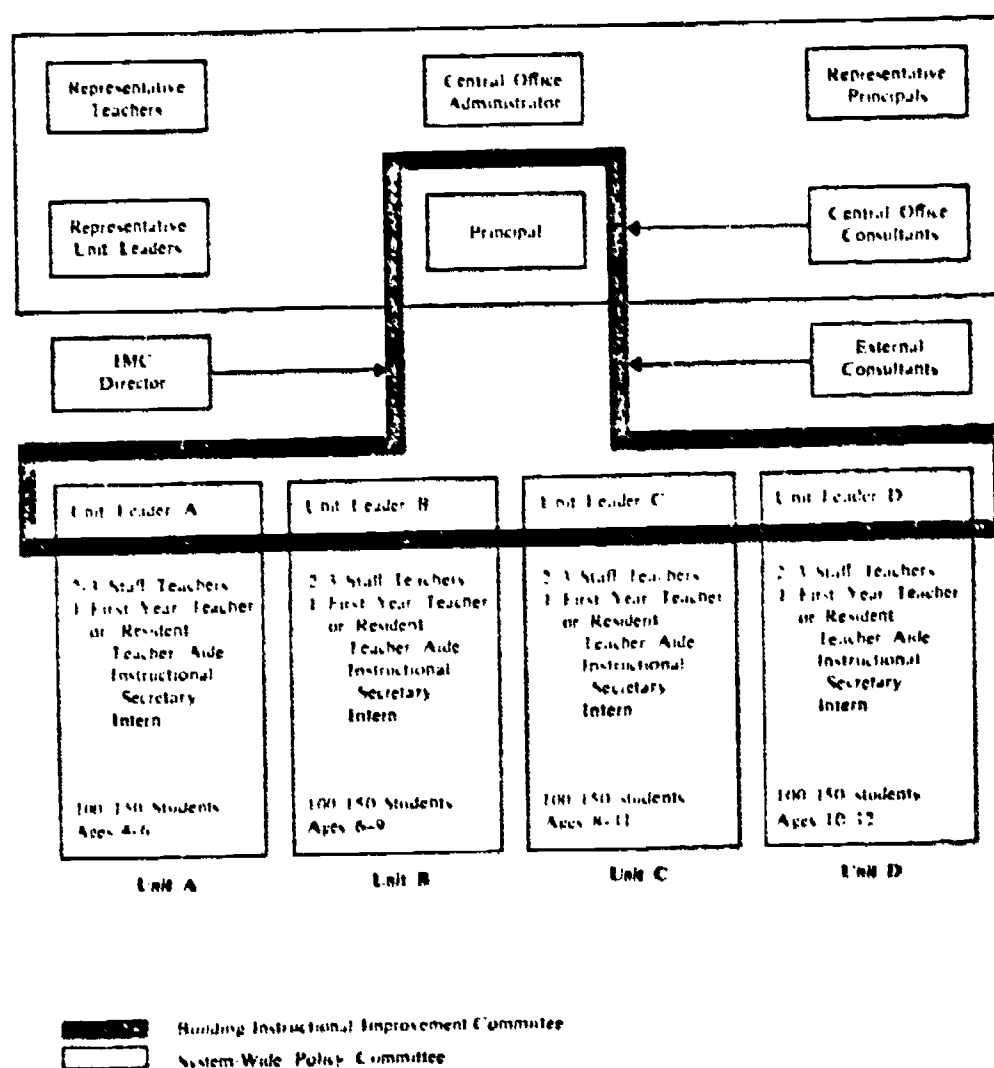 Representative
Teachers
Central Office
Administrator
Representative
Principals
Representative
Unit Leaders
Principal
Central Office
Consultants
IMC
Director
External
Consultants
Unit Leader A
Unit Leader B
Unit Leader C
Unit Leader D
2-3 Staff Teachers
1 First Year Teacher
or Resident
Teacher Aide
Instructional
Secretary
Intern
100-150 Students
Ages 4-6
Unit A
2-3 Staff Teachers
1 First Year Teacher
or Resident
Teacher Aide
Instructional
Secretary
Intern
100-150 Students
Ages 6-9
Unit B
2-3 Staff Teachers
1 First Year Teacher
or Resident
Teacher Aide
Instructional
Secretary
Intern
100-150 students
Ages 8-11
Unit C
2-3 Staff Teachers
1 First Year Teacher
or Resident
Teacher Aide
Instructional
Secretary
Intern
100-150 students
Ages 10-12
Unit D
Building Instructional Improvement Committee
System-Wide Policy Committee